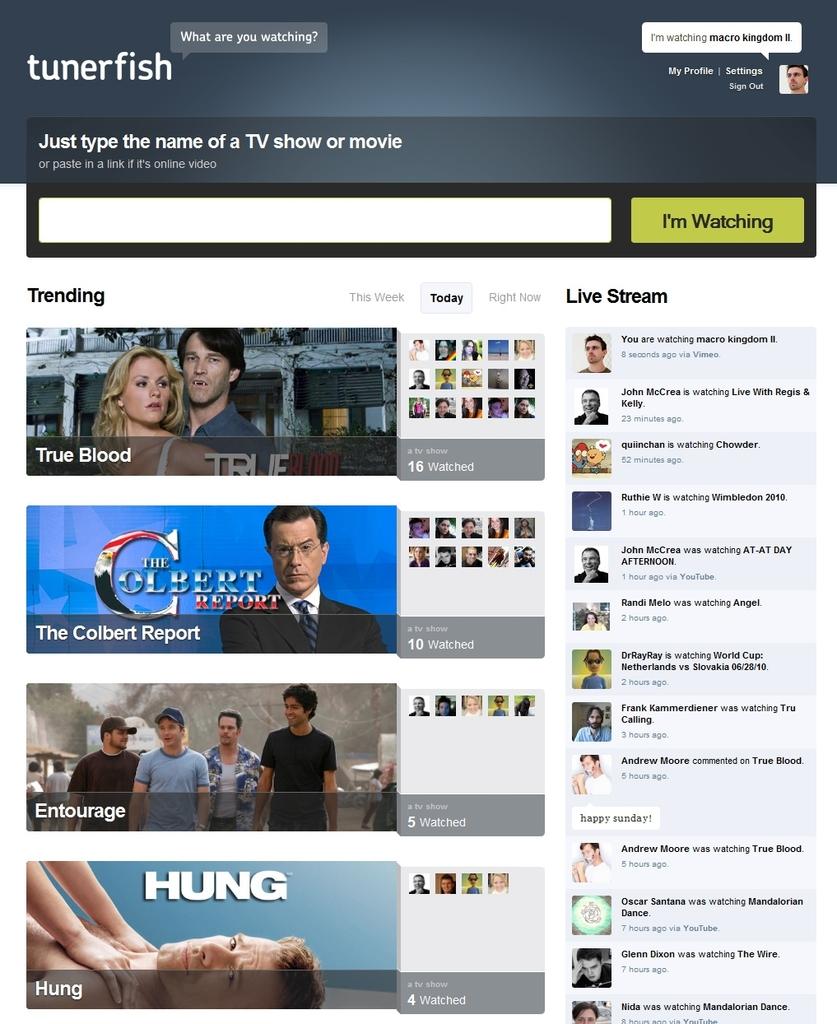 What are you watching?
tunerfish
I'm watching macro kingdom II.
My Profile | Settings
Sign Out
Just type the name of a TV show or movie
or paste in a link if it's online video
I'm Watching
Trending
This Week Today Right Now
TRUE BLOOD
True Blood
a tv show
16 Watched
THE
COLBERT
REPORT
The Colbert Report
a tv show
10 Watched
Entourage
a tv show
5 Watched
HUNG
Hung
a tv show
4 Watched
Live Stream
You are watching macro kingdom II.
8 seconds ago via Vimeo.
John McCrea is watching Live With Regis &
Kelly.
23 minutes ago.
quiinchan is watching Chowder.
52 minutes ago.
Ruthie W is watching Wimbledon 2010.
1 hour ago.
John McCrea was watching AT-AT DAY
AFTERNOON.
1 hour ago via YouTube.
Randi Melo was watching Angel.
2 hours ago.
DrRayRay is watching World Cup:
Netherlands vs Slovakia 06/28/10.
2 hours ago.
Frank Kammerdiener was watching Tru
Calling.
3 hours ago.
Andrew Moore commented on True Blood.
5 hours ago.
happy sunday!
Andrew Moore was watching True Blood.
5 hours ago.
Oscar Santana was watching Mandalorian
Dance.
7 hours ago via YouTube.
Glenn Dixon was watching The Wire.
7 hours ago.
Nida was watching Mandalorian Dance.
8 hours ago via YouTube.